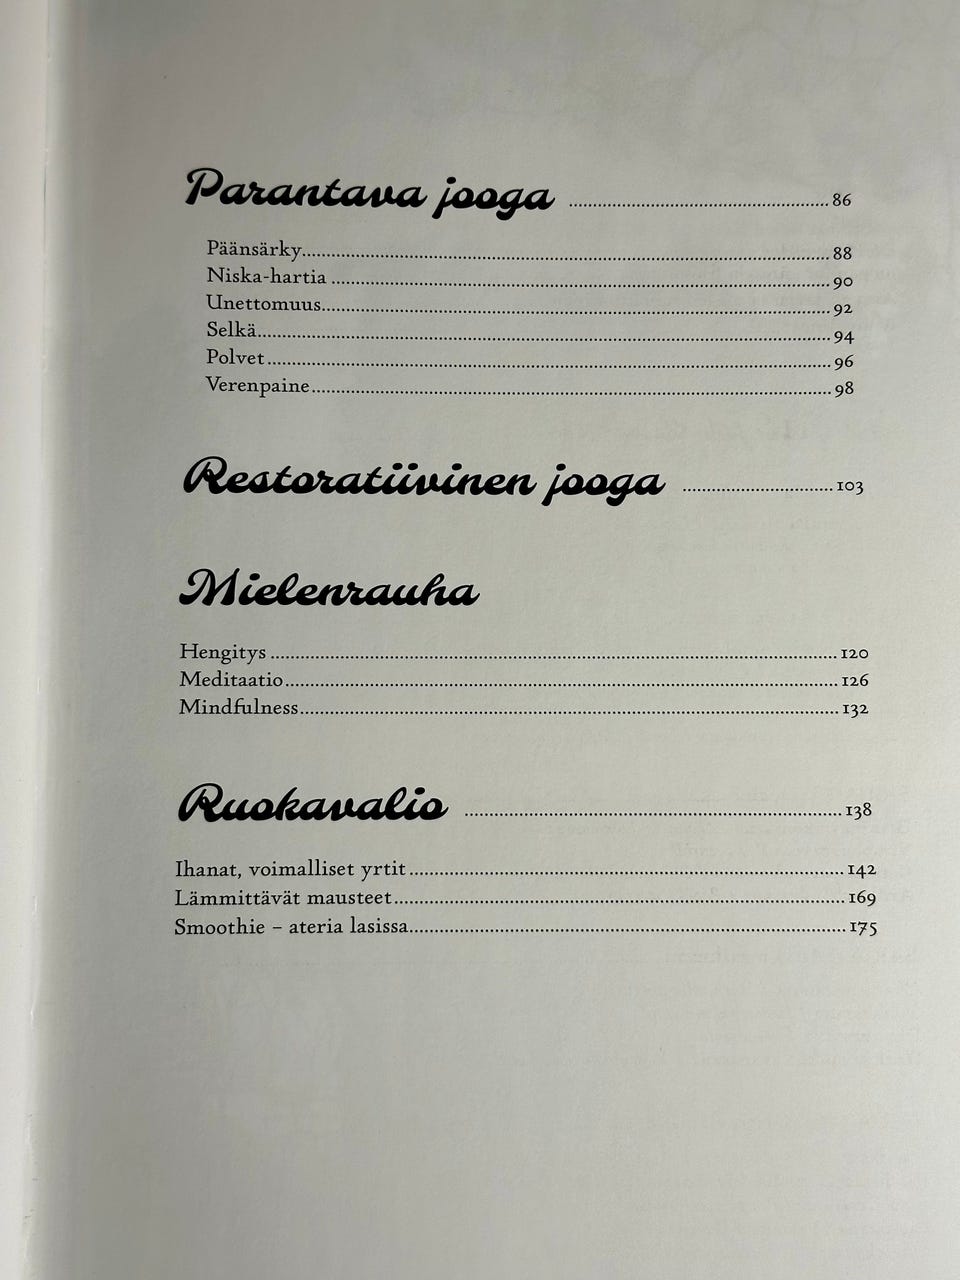 Parantava jooga ........ 86
Päänsärky........ 88
Niska-hartia ........ 90
Unettomuus........ 92
Selkä........ 94
Polvet ........ 96
Verenpaine........ 98
Restoratiivinen jooga ........ 103
Mielenrauha
Hengitys ........ 120
Meditaatio........ 126
Mindfulness........ 132
Ruokavalio ........ 138
Ihanat, voimalliset yrtit ........ 142
Lämmittävät mausteet ........ 169
Smoothie – ateria lasissa........ 175